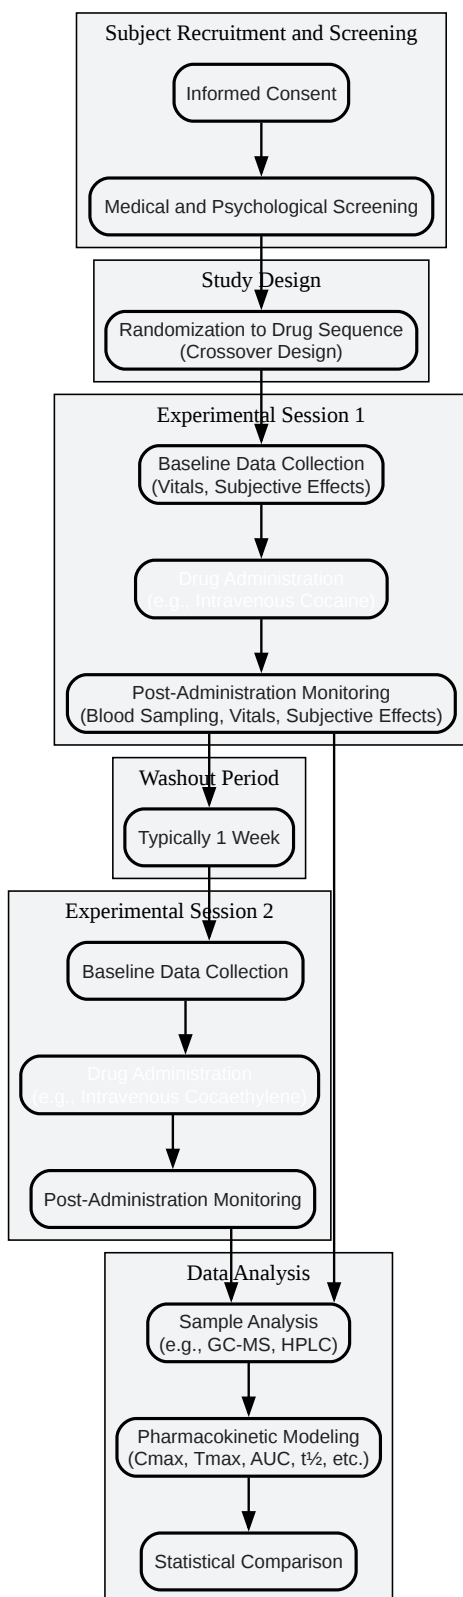 Subject Recruitment and Screening
Informed Consent
Medical and Psychological Screening
Study Design
Randomization to Drug Sequence
(Crossover Design)
Experimental Session 1
Baseline Data Collection
(Vitals, Subjective Effects)
Drug Administration
(e.g., Intravenous Cocaine)
Post-Administration Monitoring
(Blood Sampling, Vitals, Subjective Effects)
Washout Period
Typically 1 Week
Experimental Session 2
Baseline Data Collection
Drug Administration
(e.g., Intravenous Cocaethylene)
Post-Administration Monitoring
Data Analysis
Sample Analysis
(e.g., GC-MS, HPLC)
Pharmacokinetic Modeling
(Cmax, Tmax, AUC, t½, etc.)
Statistical Comparison